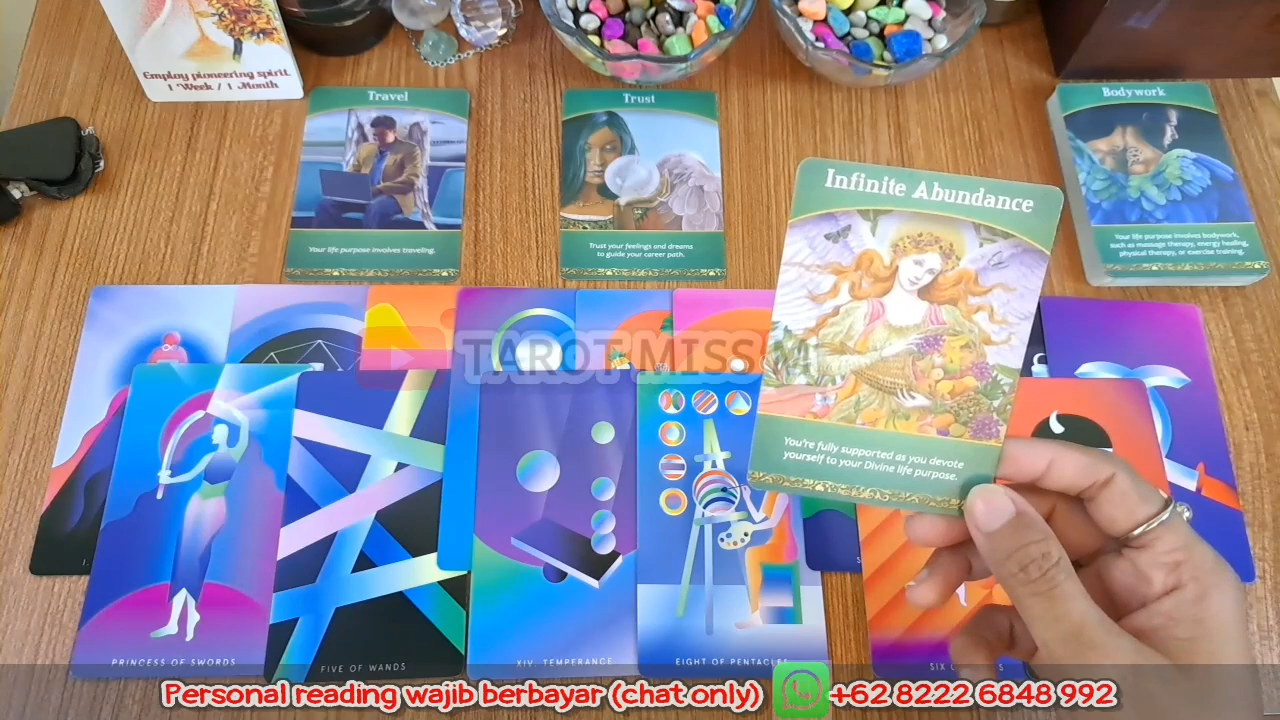 Employ pioneering spirit.
1 Week / 1 Month
Travel
Your life purpose involves traveling.
Trust
Trust your feelings and dreams
to guide your career path.
Bodywork
Your life purpose involves bodywork,
such as massage therapy, energy healing,
physical therapy, or exercise training.
Infinite Abundance
You're fully supported as you devote
yourself to your Divine life purpose.
TAROT MISS M
PRINCESS OF SWORDS
FIVE OF WANDS
XIV. TEMPERANCE
EIGHT OF PENTACLES
SIX
Personal reading wajib berbayar (chat only) +62 8222 6848 992